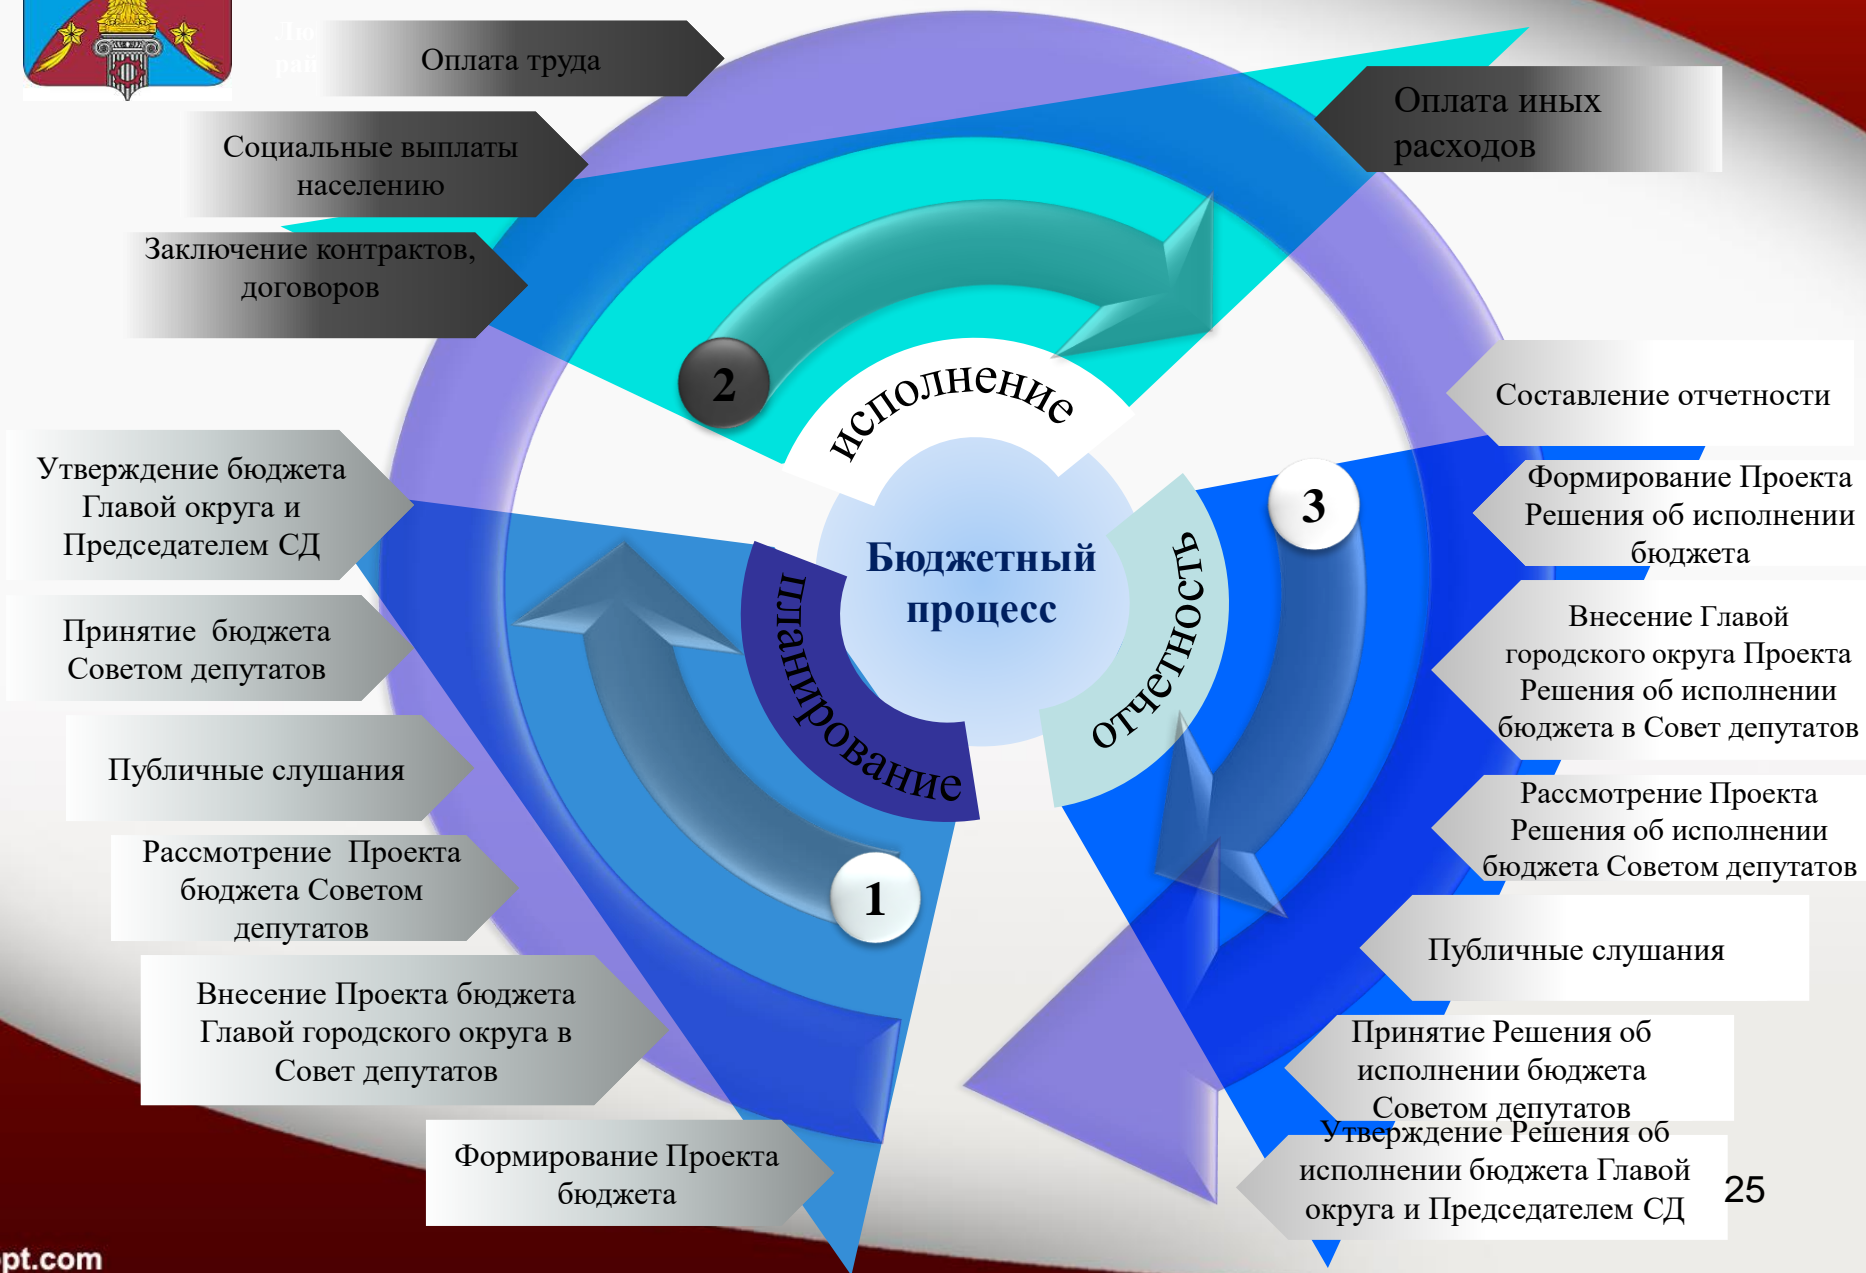 Оплата труда
Социальные выплаты
населению
Заключение контрактов,
договоров
Оплата иных
расходов
2
исполнение
Утверждение бюджета
Главой округа и
Председателем СД
Принятие бюджета
Советом депутатов
Публичные слушания
Рассмотрение Проекта
бюджета Советом
депутатов
Внесение Проекта бюджета
Главой городского округа в
Совет депутатов
Формирование Проекта
бюджета
1
планирование
Бюджетный
процесс
отчетность
3
Составление отчетности
Формирование Проекта
Решения об исполнении
бюджета
Внесение Главой
городского округа Проекта
Решения об исполнении
бюджета в Совет депутатов
Рассмотрение Проекта
Решения об исполнении
бюджета Советом депутатов
Публичные слушания
Принятие Решения об
исполнении бюджета
Советом депутатов
Утверждение Решения об
исполнении бюджета Главой
округа и Председателем СД
25
pt.com